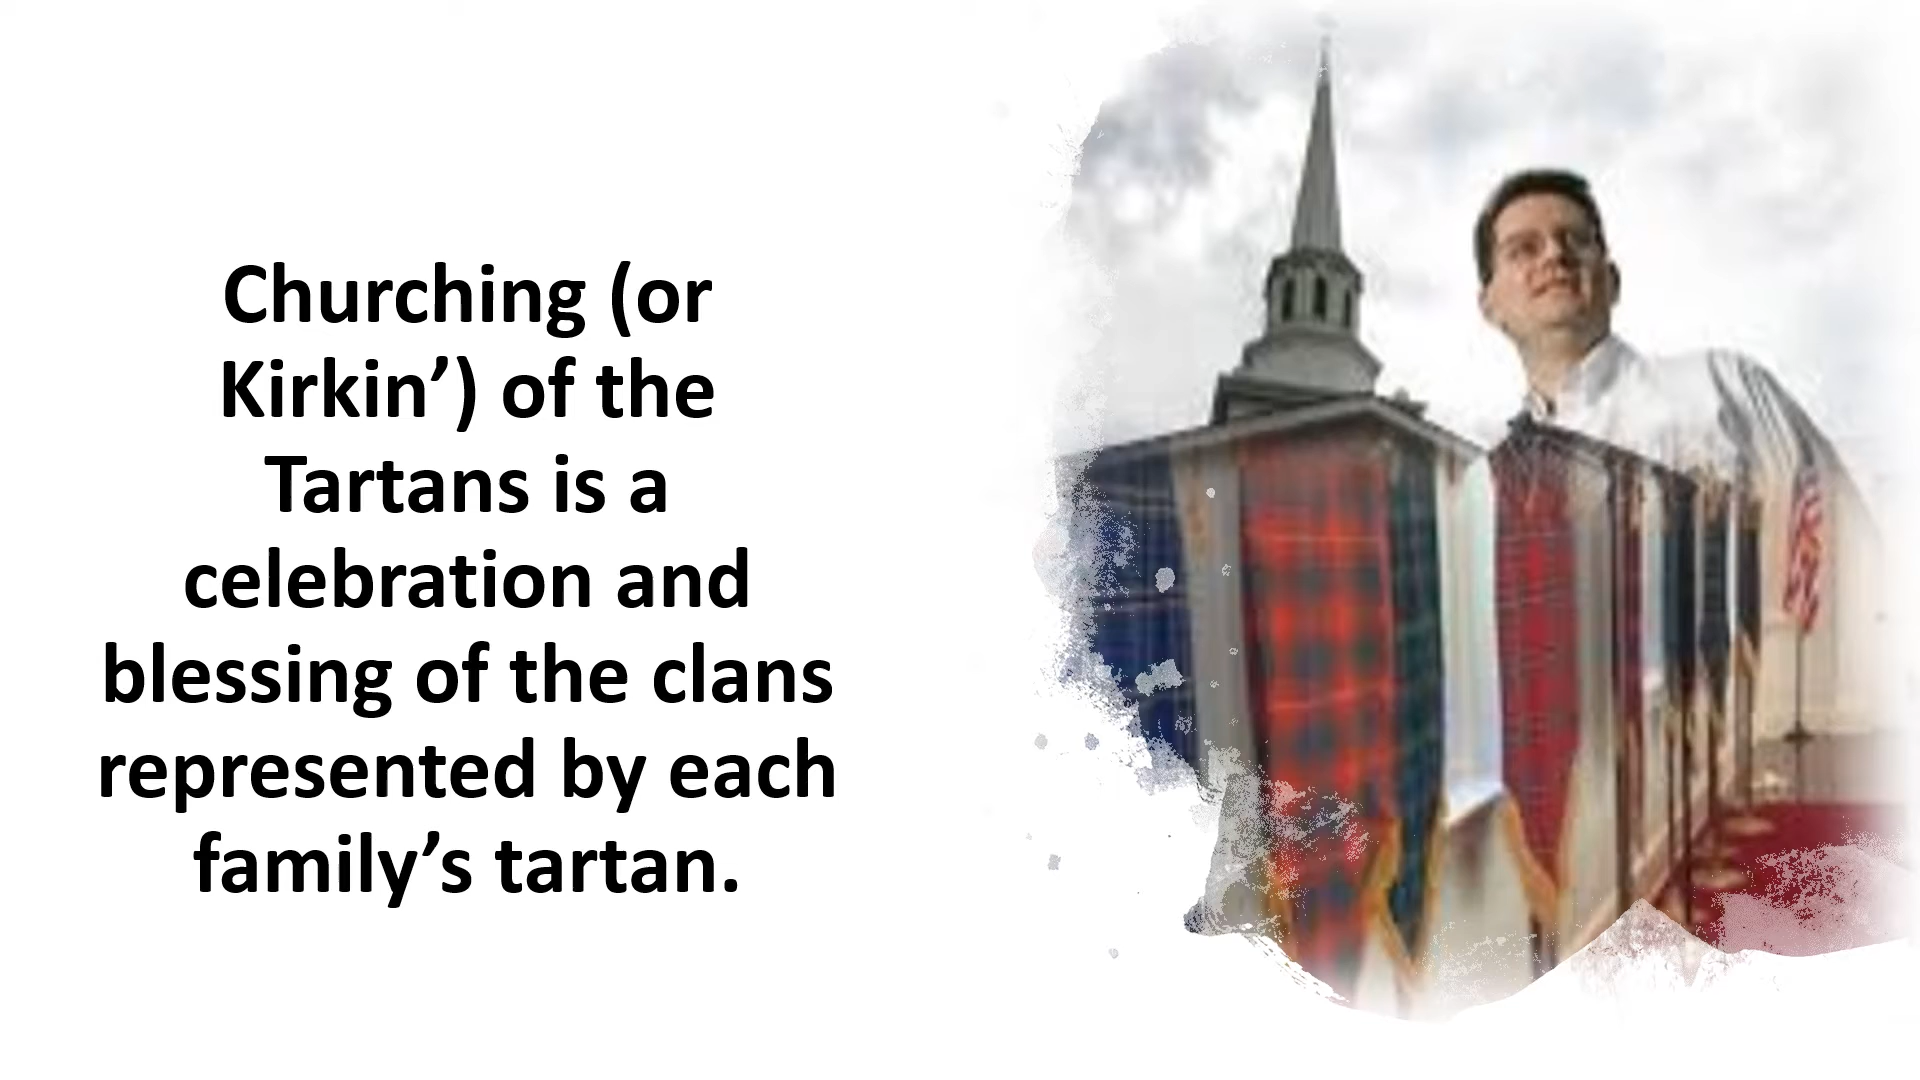 Churching (or
Kirkin’) of the
Tartans is a
celebration and
blessing of the clans
represented by each
family’s tartan.